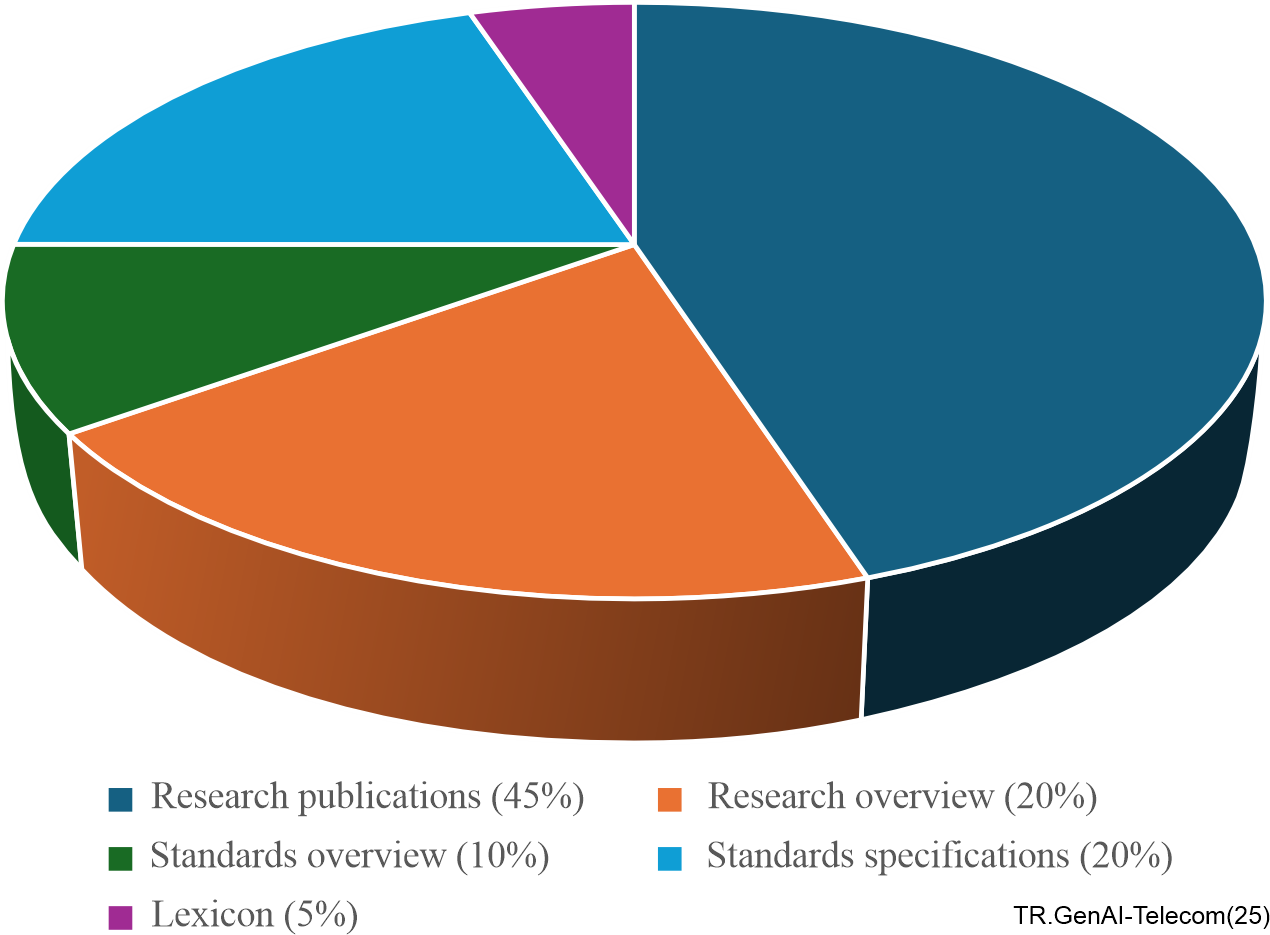 Research publications (45%) Research overview (20%)
Standards overview (10%) Standards specifications (20%)
Lexicon (5%)
TR.GenAI-Telecom(25)